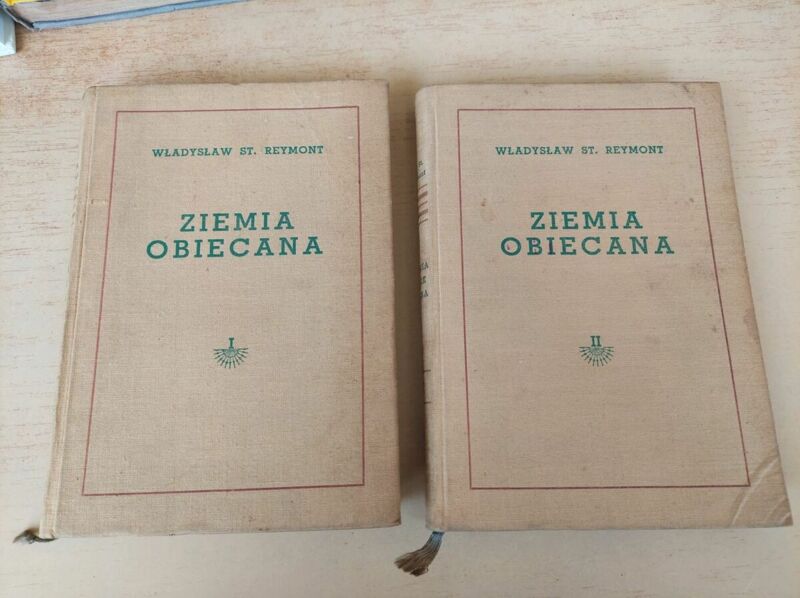 WŁADYSŁAW ST. REYMONT
ZIEMIA
OBIECANA
I
WŁADYSŁAW ST. REYMONT
ZIEMIA
OBIECANA
II